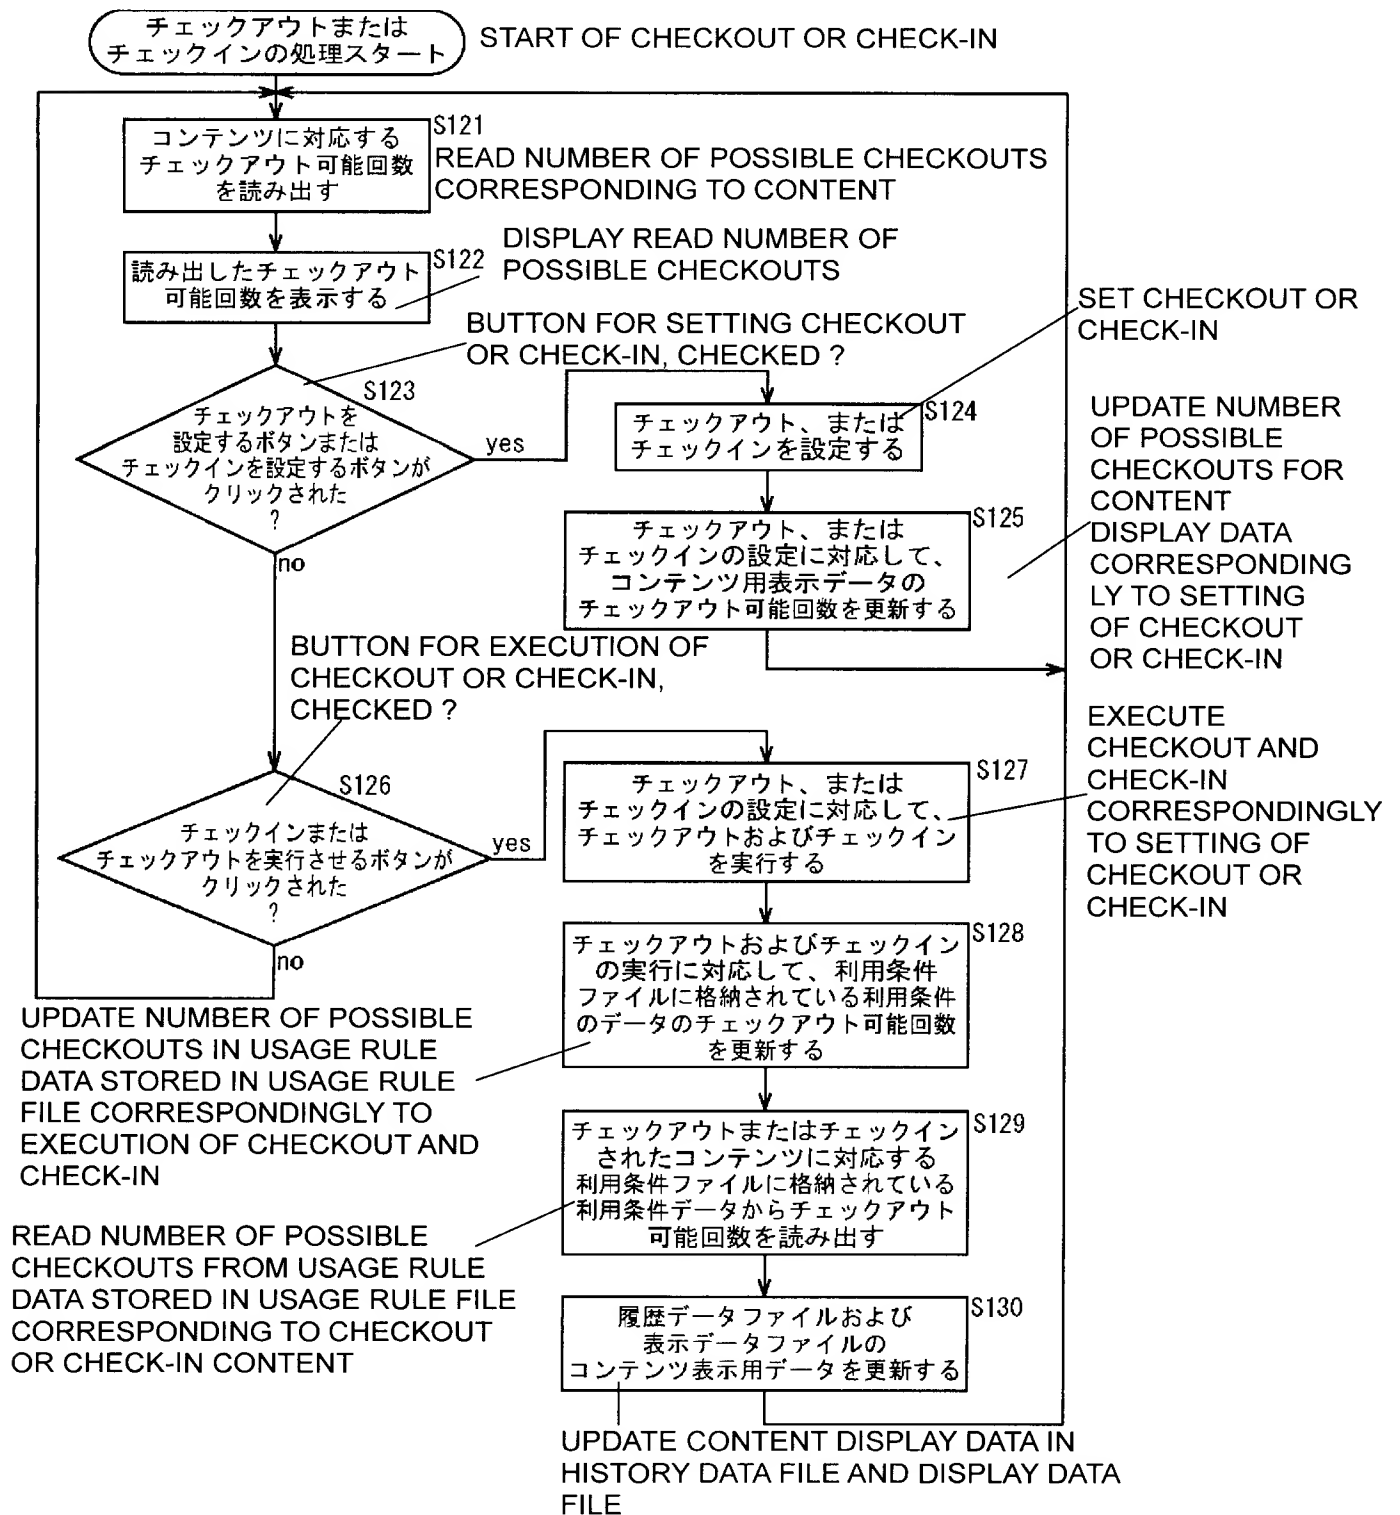 チェックアウトまたは
チェックインの処理スタート
START OF CHECKOUT OR CHECK-IN
S121
コンテンツに対応する
チェックアウト可能回数
を読み出す
READ NUMBER OF POSSIBLE CHECKOUTS
CORRESPONDING TO CONTENT
S122
読み出したチェックアウト
可能回数を表示する
DISPLAY READ NUMBER OF
POSSIBLE CHECKOUTS
BUTTON FOR SETTING CHECKOUT
OR CHECK-IN, CHECKED ?
S123
チェックアウトを
設定するボタンまたは
チェックインを設定するボタンが
クリックされた
?
yes
no
SET CHECKOUT OR
CHECK-IN
S124
チェックアウト、または
チェックインを設定する
S125
チェックアウト、または
チェックインの設定に対応して、
コンテンツ用表示データの
チェックアウト可能回数を更新する
UPDATE NUMBER
OF POSSIBLE
CHECKOUTS FOR
CONTENT
DISPLAY DATA
CORRESPONDING
LY TO SETTING
OF CHECKOUT
OR CHECK-IN
BUTTON FOR EXECUTION OF
CHECKOUT OR CHECK-IN,
CHECKED ?
S126
チェックインまたは
チェックアウトを実行させるボタンが
クリックされた
?
yes
no
S127
チェックアウト、または
チェックインの設定に対応して、
チェックアウトおよびチェックイン
を実行する
EXECUTE
CHECKOUT AND
CHECK-IN
CORRESPONDINGLY
TO SETTING OF
CHECKOUT OR
CHECK-IN
S128
チェックアウトおよびチェックイン
の実行に対応して、利用条件
ファイルに格納されている利用条件
のデータのチェックアウト可能回数
を更新する
UPDATE NUMBER OF POSSIBLE
CHECKOUTS IN USAGE RULE
DATA STORED IN USAGE RULE
FILE CORRESPONDINGLY TO
EXECUTION OF CHECKOUT AND
CHECK-IN
S129
チェックアウトまたはチェックイン
されたコンテンツに対応する
利用条件ファイルに格納されている
利用条件データからチェックアウト
可能回数を読み出す
READ NUMBER OF POSSIBLE
CHECKOUTS FROM USAGE RULE
DATA STORED IN USAGE RULE FILE
CORRESPONDING TO CHECKOUT
OR CHECK-IN CONTENT
S130
履歴データファイルおよび
表示データファイルの
コンテンツ表示用データを更新する
UPDATE CONTENT DISPLAY DATA IN
HISTORY DATA FILE AND DISPLAY DATA
FILE